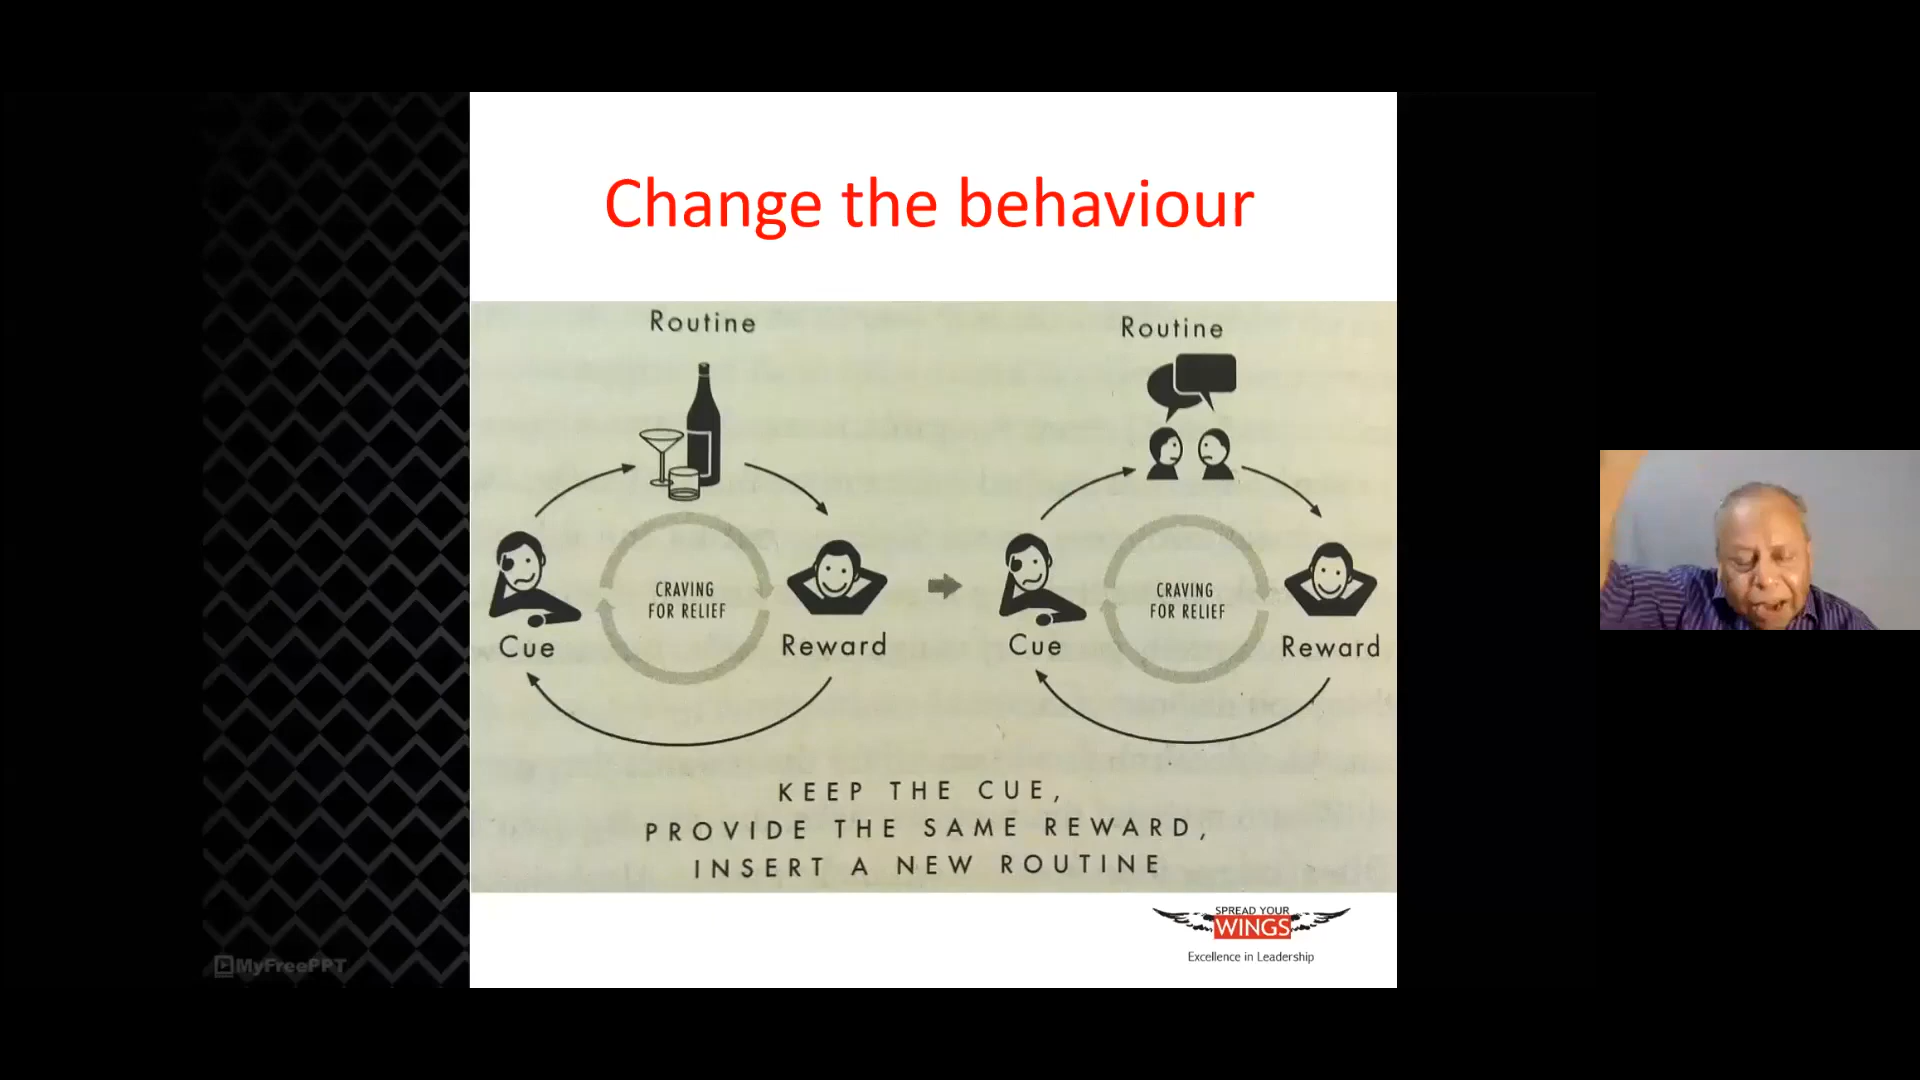 Change the behaviour
Routine
CRAVING
FOR RELIEF
Cue
Reward
Routine
CRAVING
FOR RELIEF
Cue
Reward
KEEP THE CUE,
PROVIDE THE SAME REWARD,
INSERT A NEW ROUTINE
SPREAD YOUR
WINGS
Excellence in Leadership
MyFreePPT